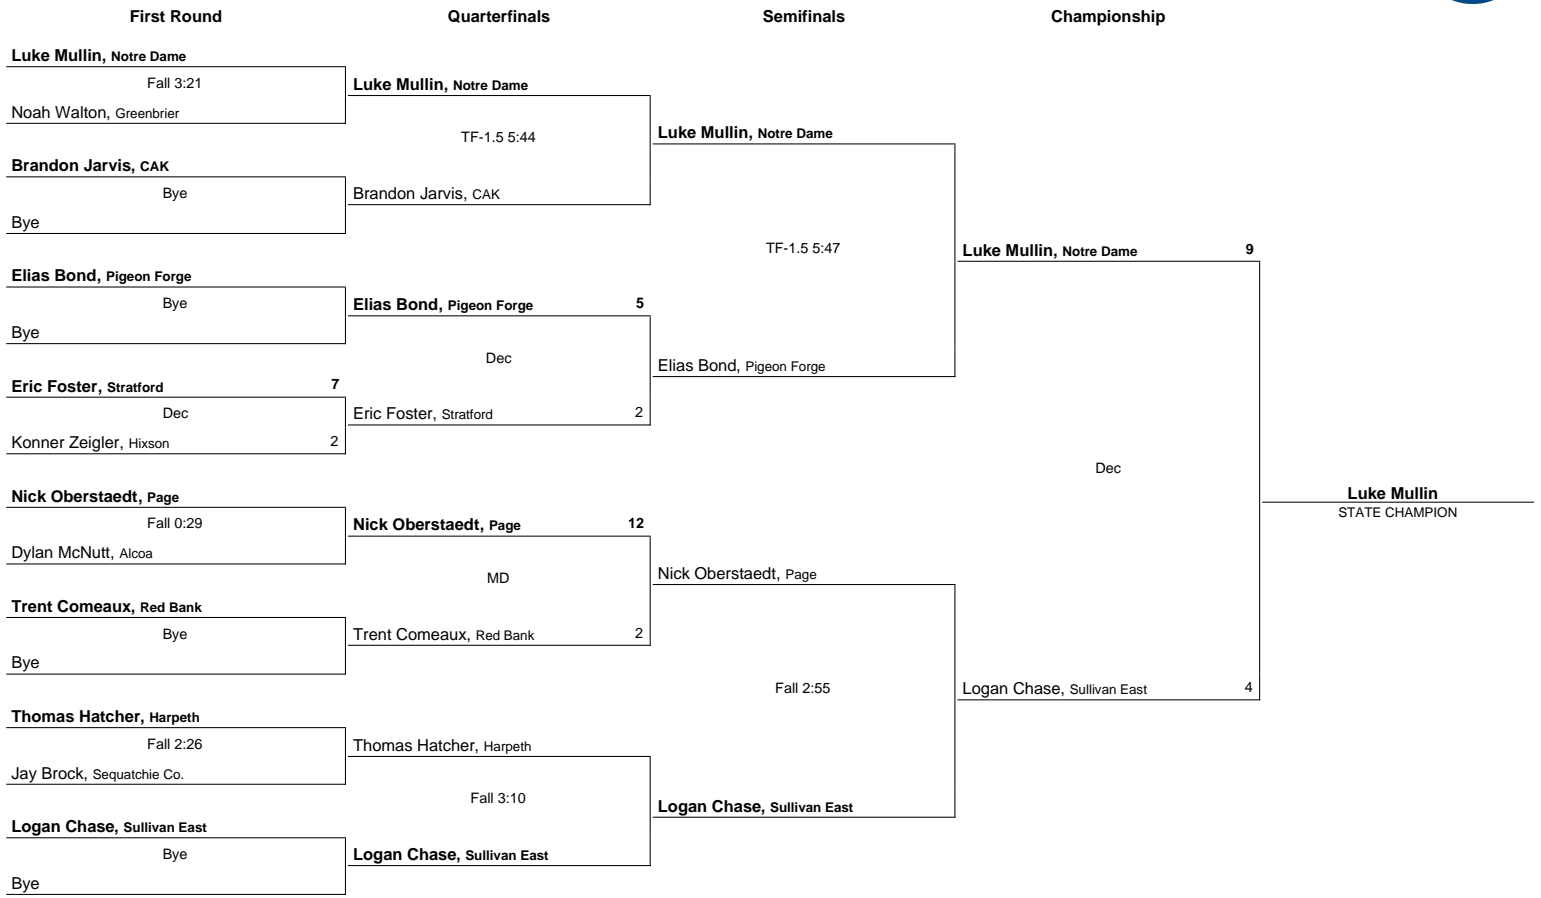 First Round
Quarterfinals
Semifinals
Championship
Luke Mullin, Notre Dame
Fall 3:21
Noah Walton, Greenbrier
Brandon Jarvis, CAK
Bye
Bye
Elias Bond, Pigeon Forge
Bye
Bye
Eric Foster, Stratford 7
Dec
Konner Zeigler, Hixson 2
Nick Oberstaedt, Page
Fall 0:29
Dylan McNutt, Alcoa
Trent Comeaux, Red Bank
Bye
Bye
Thomas Hatcher, Harpeth
Fall 2:26
Jay Brock, Sequatchie Co.
Logan Chase, Sullivan East
Bye
Bye
Luke Mullin, Notre Dame
TF-1.5 5:44
Brandon Jarvis, CAK
Elias Bond, Pigeon Forge 5
Dec
Eric Foster, Stratford 2
Nick Oberstaedt, Page 12
MD
Trent Comeaux, Red Bank 2
Thomas Hatcher, Harpeth
Fall 3:10
Logan Chase, Sullivan East
Luke Mullin, Notre Dame
TF-1.5 5:47
Elias Bond, Pigeon Forge
Nick Oberstaedt, Page
Fall 2:55
Logan Chase, Sullivan East
Luke Mullin, Notre Dame 9
Dec
Logan Chase, Sullivan East 4
Luke Mullin
STATE CHAMPION